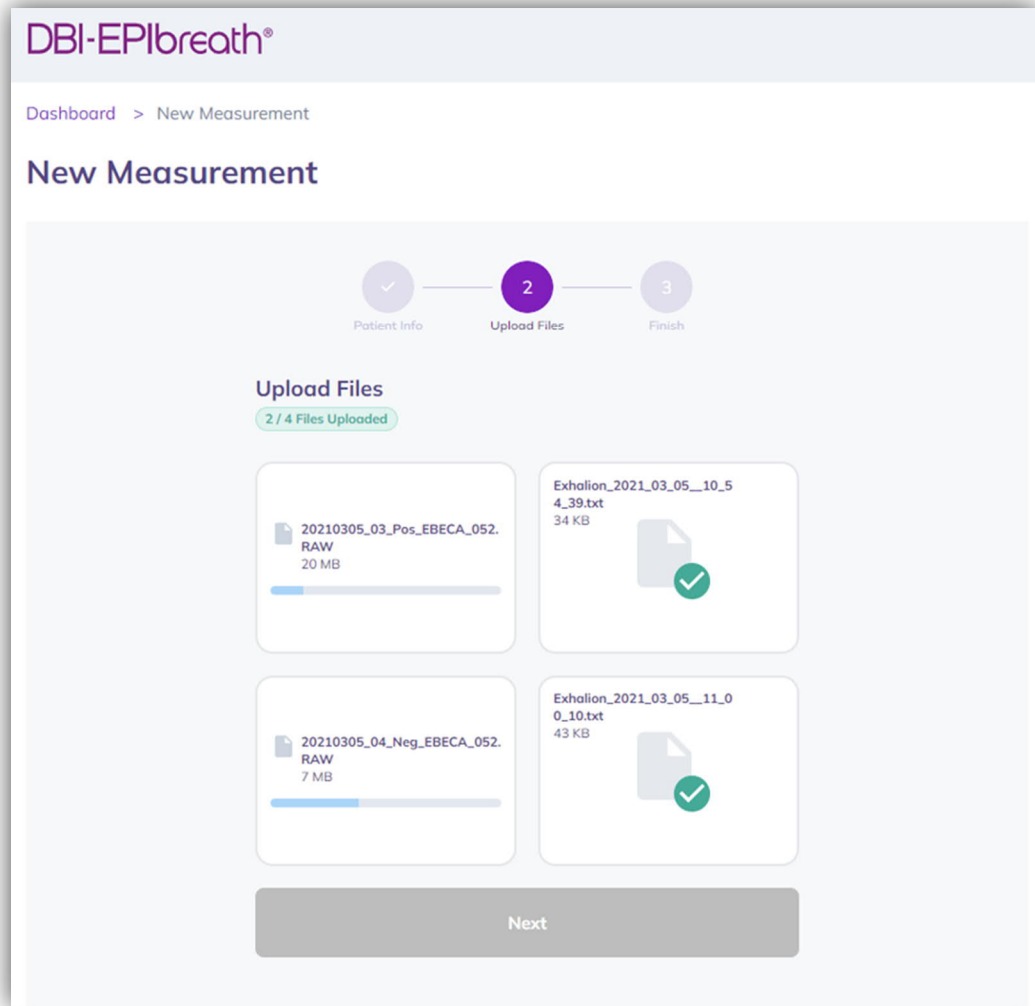 DBI-EPIbreath®
Dashboard > New Measurement
New Measurement
2
3
Patient Info
Upload Files
Finish
Upload Files
2 / 4 Files Uploaded
20210305_03_Pos_EBECA_052.
RAW
20 MB
Exhalion_2021_03_05__10_5
4_39.txt
34 KB
20210305_04_Neg_EBECA_052.
RAW
7 MB
Exhalion_2021_03_05__11_0
0_10.txt
43 KB
Next